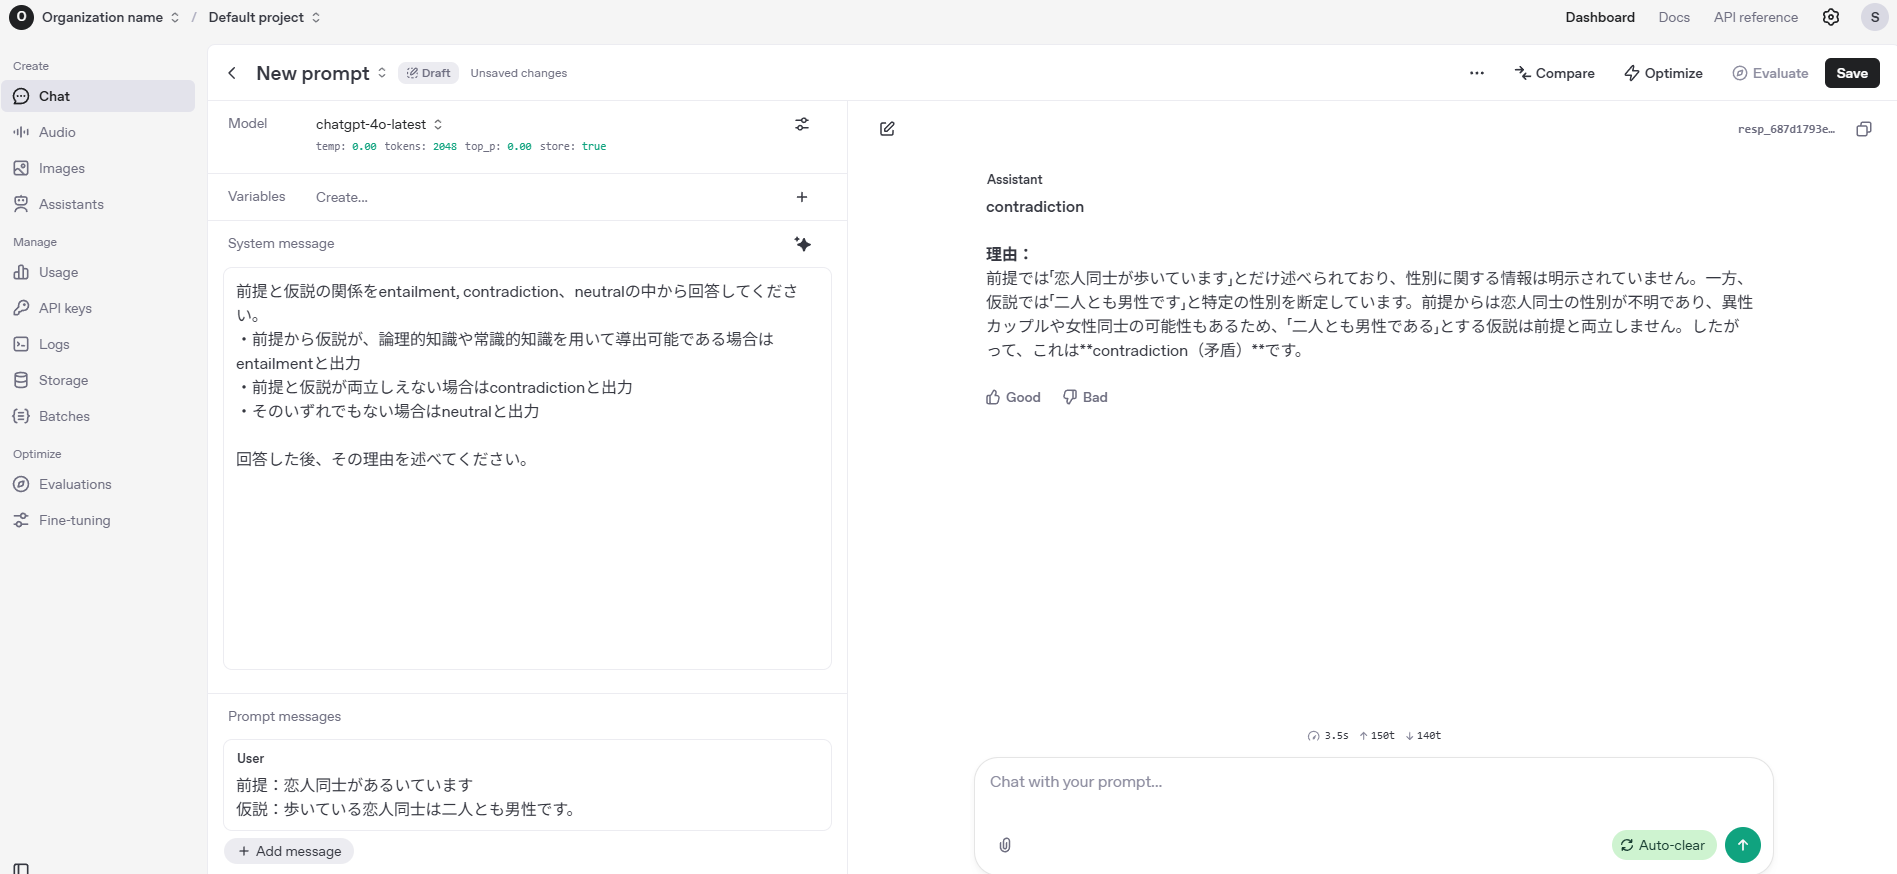 O Organization name / Default project
Dashboard Docs API reference S
Create
Chat
Audio
Images
Assistants
Manage
Usage
API keys
Logs
Storage
Batches
Optimize
Evaluations
Fine-tuning
New prompt Draft Unsaved changes
Compare Optimize Evaluate Save
Model chatgpt-4o-latest
temp: 0.00 tokens: 2048 top_p: 0.00 store: true
Variables Create...
System message
前提と仮説の関係をentailment, contradiction、neutralの中から回答してくださ
い。
・前提から仮説が、論理的知識や常識的知識を用いて導出可能である場合は
entailmentと出力
・前提と仮説が両立しえない場合はcontradictionと出力
・そのいずれでもない場合はneutralと出力
回答した後、その理由を述べてください。
Prompt messages
User
前提：恋人同士があるいています
仮説：歩いている恋人同士は二人とも男性です。
Add message
resp_687d1793e…
Assistant
contradiction
理由：
前提では「恋人同士が歩いています」とだけ述べられており、性別に関する情報は明示されていません。一方、
仮説では「二人とも男性です」と特定の性別を断定しています。前提からは恋人同士の性別が不明であり、異性
カップルや女性同士の可能性もあるため、「二人とも男性である」とする仮説は前提と両立しません。したが
って、これは**contradiction（矛盾）**です。
Good Bad
3.5s ↑150t ↓140t
Chat with your prompt...
Auto-clear